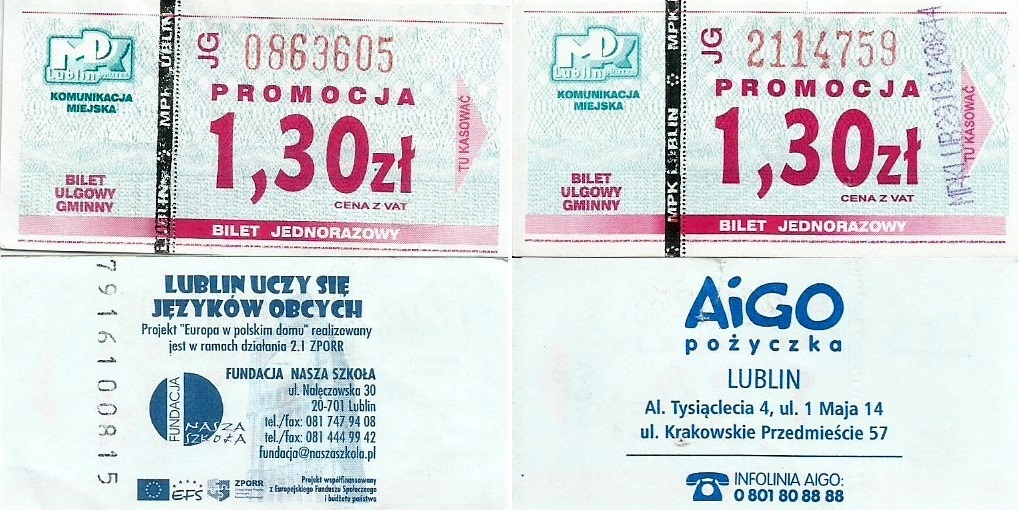 MPK
Lublin
KOMUNIKACJA
MIEJSKA
BILET
ULGOWY
GMINNY
LUBLIN MPK LUBLIN
JG 0863605
PROMOCJA
1,30zł
CENA Z VAT
TU KASOWAĆ
BILET JEDNORAZOWY
MPK
Lublin
KOMUNIKACJA
MIEJSKA
BILET
ULGOWY
GMINNY
MPK LUBLIN MPK
JG 2114759
PROMOCJA
1,30zł
CENA Z VAT
TU KASOWAĆ
BILET JEDNORAZOWY
7916100815
LUBLIN UCZY SIĘ
JĘZYKÓW OBCYCH
Projekt "Europa w polskim domu" realizowany
jest w ramach działania 2.1 ZPORR
FUNDACJA NASZA SZKOŁA
ul. Nałęczowska 30
20-701 Lublin
tel./fax: 081 747 94 08
tel./fax: 081 444 99 42
fundacja@naszaszkola.pl
FUNDACJA
NASZA
SZKOŁA
EFS
ZPORR
Projekt współfinansowany
z Europejskiego Funduszu Społecznego
i budżetu państwa
AiGO
pożyczka
LUBLIN
Al. Tysiąclecia 4, ul. 1 Maja 14
ul. Krakowskie Przedmieście 57
INFOLINIA AIGO:
0 801 80 88 88